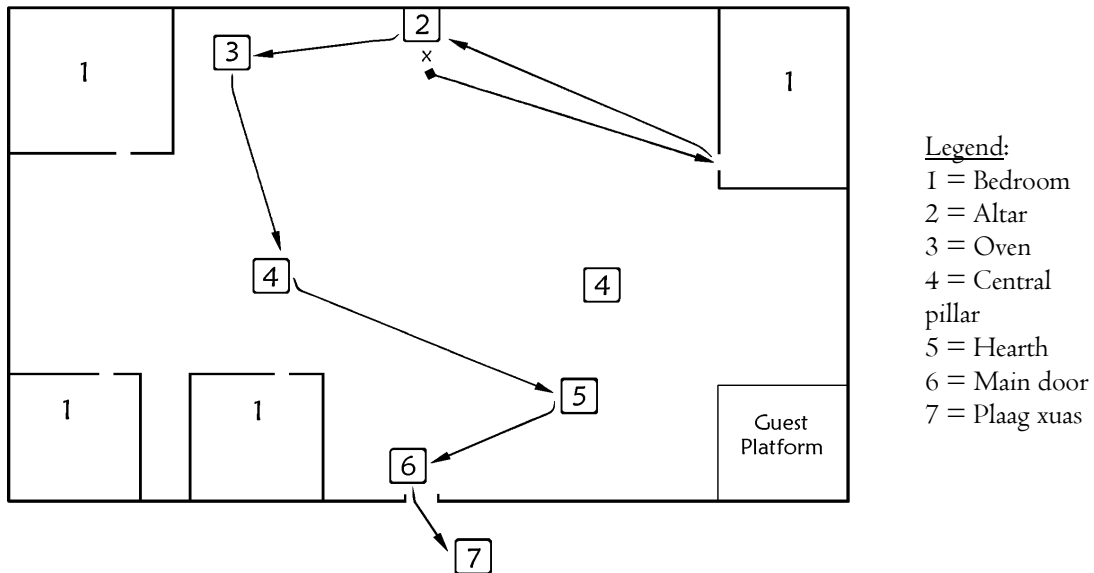 2
3
x
1
1
4
4
1
1
5
Guest
Platform
6
7
Legend:
1 = Bedroom
2 = Altar
3 = Oven
4 = Central
pillar
5 = Hearth
6 = Main door
7 = Plaag xuas